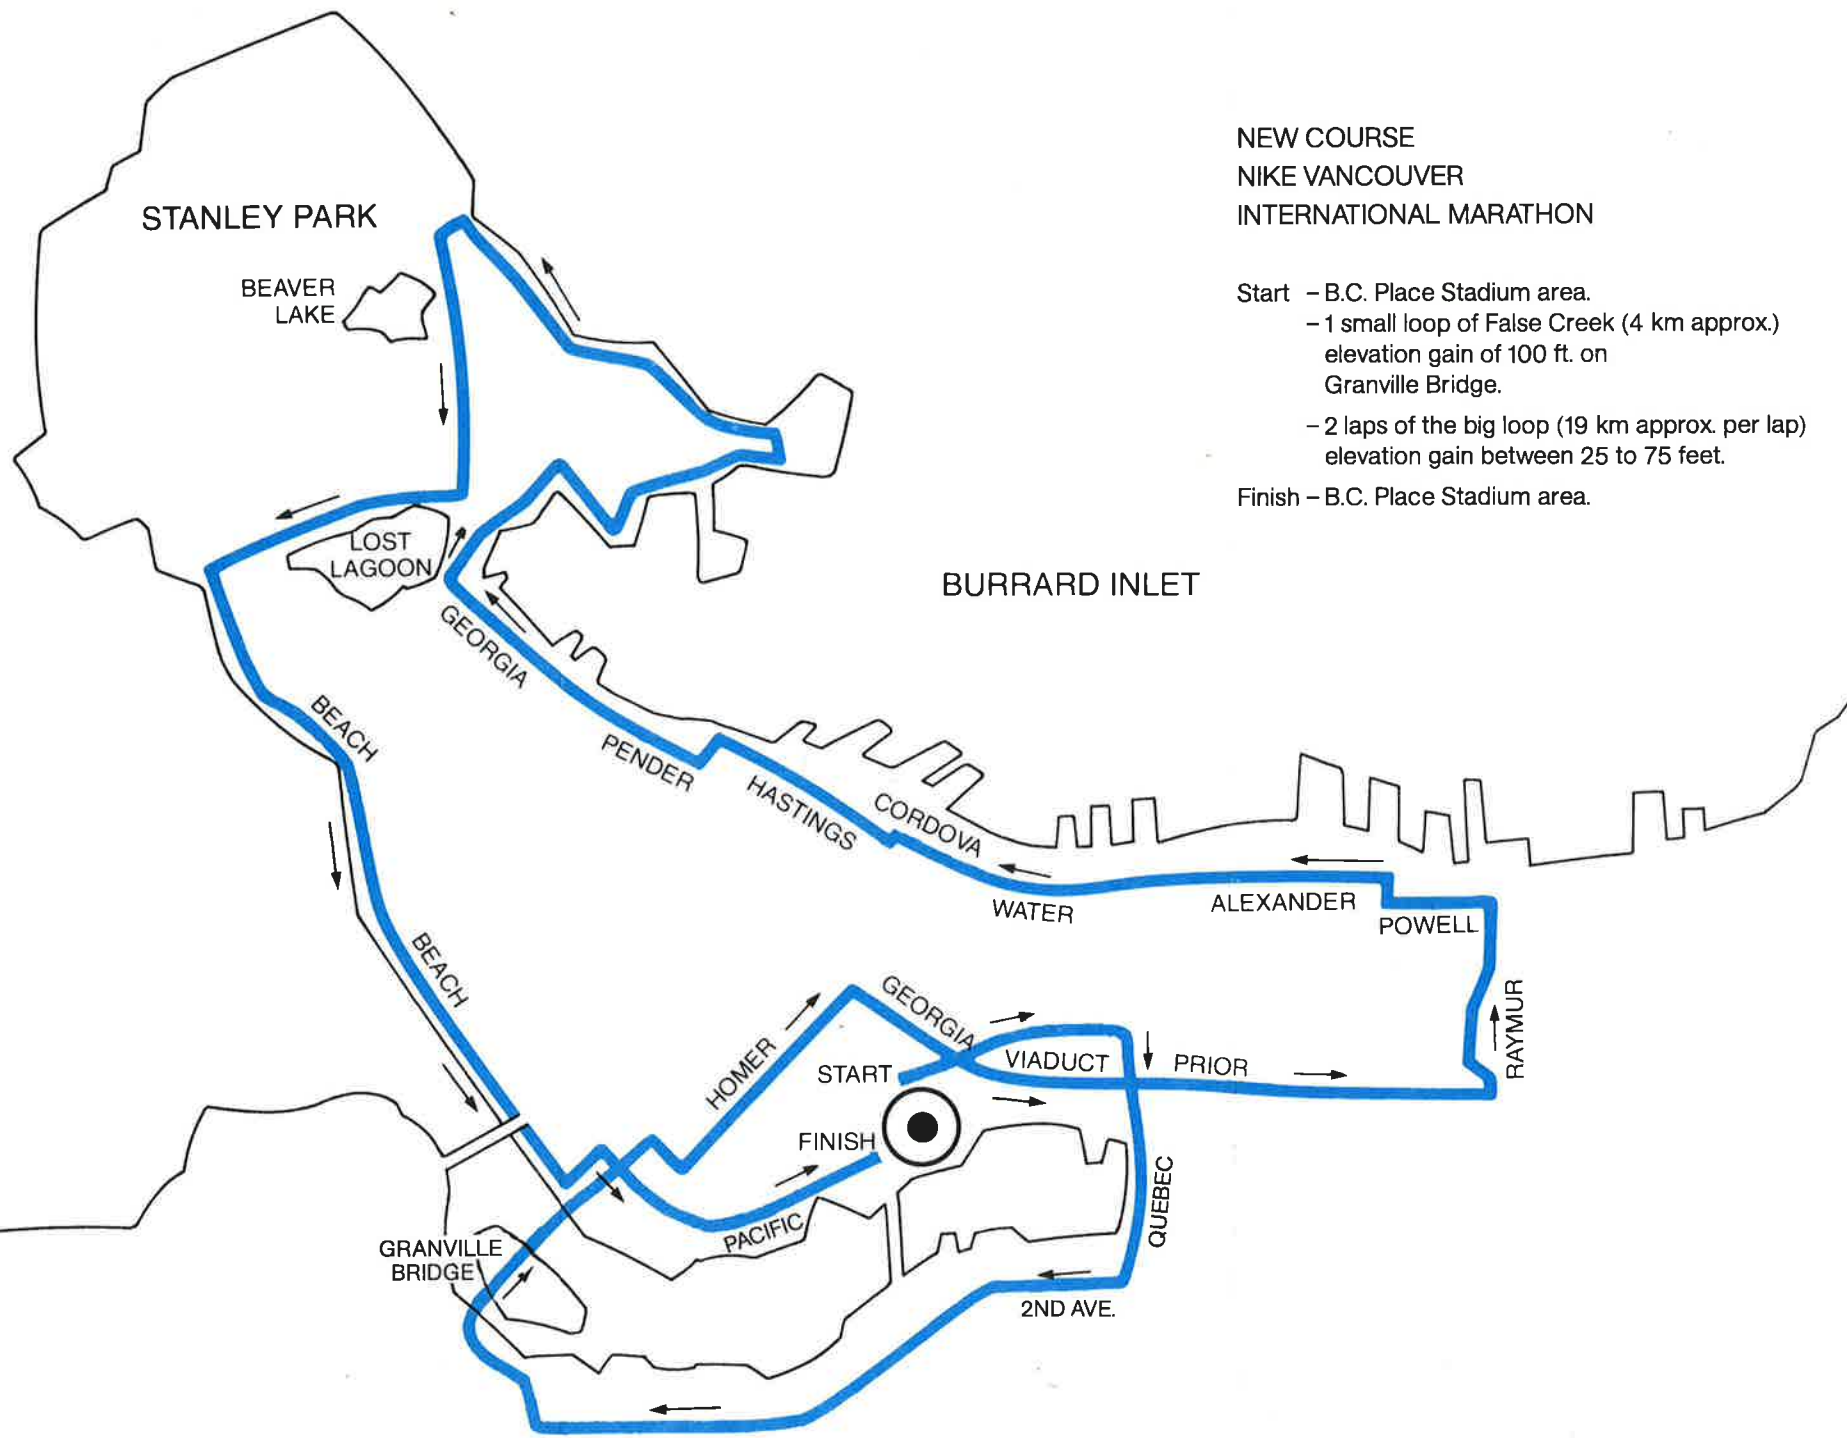 NEW COURSE
NIKE VANCOUVER
INTERNATIONAL MARATHON
Start – B.C. Place Stadium area.
– 1 small loop of False Creek (4 km approx.)
elevation gain of 100 ft. on
Granville Bridge.
– 2 laps of the big loop (19 km approx. per lap)
elevation gain between 25 to 75 feet.
Finish – B.C. Place Stadium area.
STANLEY PARK
BEAVER
LAKE
LOST
LAGOON
BURRARD INLET
GEORGIA
BEACH
PENDER
HASTINGS
CORDOVA
WATER
ALEXANDER
POWELL
BEACH
RAYMUR
GEORGIA
HOMER
START
VIADUCT
PRIOR
FINISH
QUEBEC
PACIFIC
GRANVILLE
BRIDGE
2ND AVE.